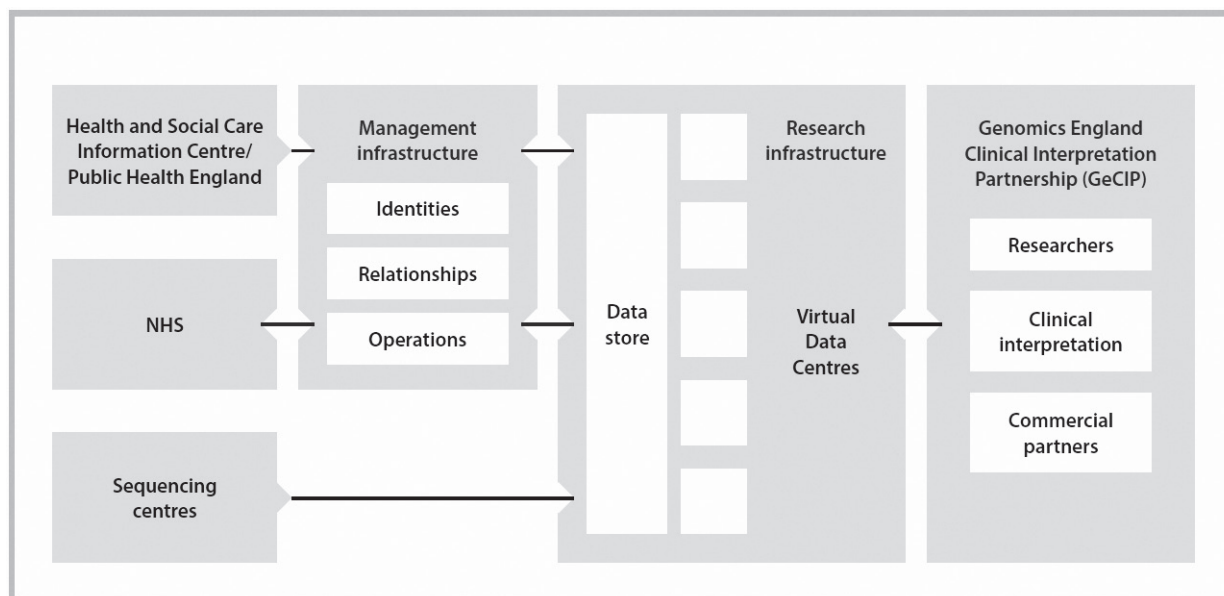 Health and Social Care
Information Centre/
Public Health England
NHS
Sequencing
centres
Management
infrastructure
Identities
Relationships
Operations
Data
store
Research
infrastructure
Virtual
Data
Centres
Genomics England
Clinical Interpretation
Partnership (GeCIP)
Researchers
Clinical
interpretation
Commercial
partners